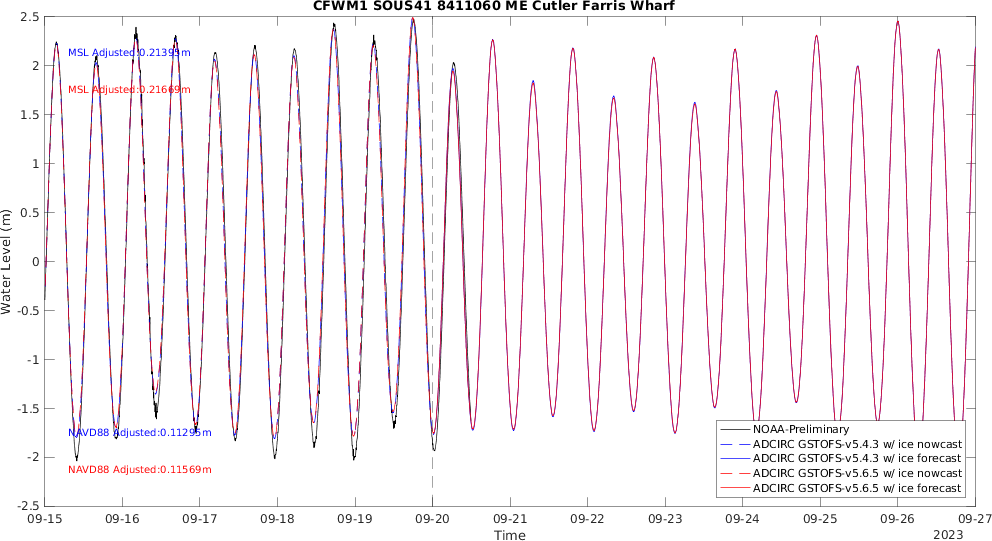 CFWM1 SOUS41 8411060 ME Cutler Farris Wharf
2.5
2
1.5
1
0.5
0
-0.5
-1
-1.5
-2
-2.5
Water Level (m)
MSL Adjusted:0.21395m
MSL Adjusted:0.21669m
NAVD88 Adjusted:0.11295m
NAVD88 Adjusted:0.11569m
NOAA-Preliminary
ADCIRC GSTOFS-v5.4.3 w/ ice nowcast
ADCIRC GSTOFS-v5.4.3 w/ ice forecast
ADCIRC GSTOFS-v5.6.5 w/ ice nowcast
ADCIRC GSTOFS-v5.6.5 w/ ice forecast
09-15 09-16 09-17 09-18 09-19 09-20 09-21 09-22 09-23 09-24 09-25 09-26 09-27
Time
2023